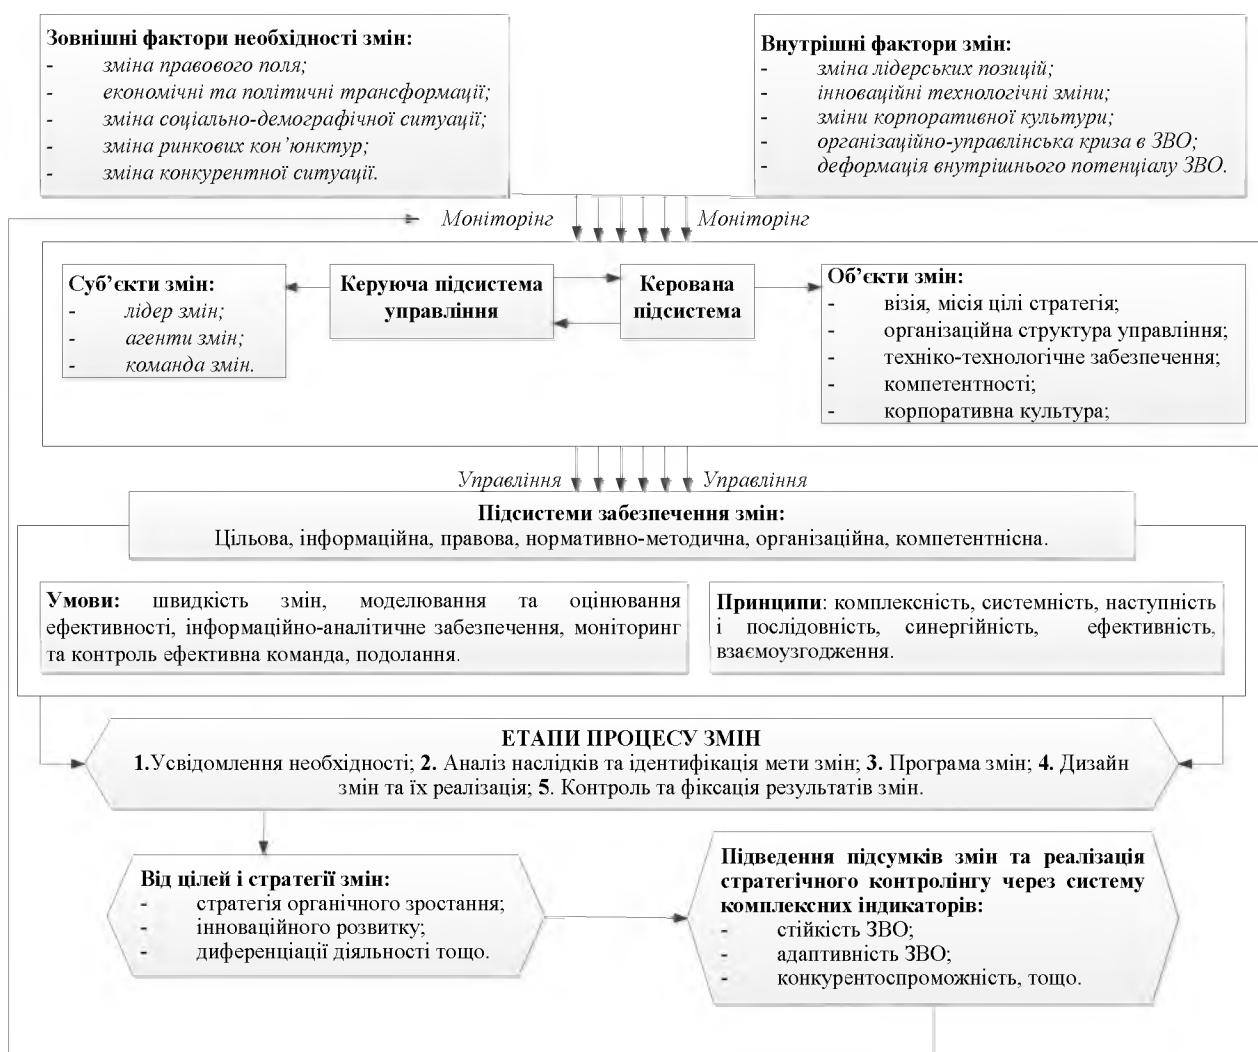 Зовнішні фактори необхідності змін:
- зміна правового поля;
- економічні та політичні трансформації;
- зміна соціально-демографічної ситуації;
- зміна ринкових кон’юнктур;
- зміна конкурентної ситуації.
Внутрішні фактори змін:
- зміна лідерських позицій;
- інноваційні технологічні зміни;
- зміни корпоративної культури;
- організаційно-управлінська криза в ЗВО;
- деформація внутрішнього потенціалу ЗВО.
Моніторінг
Моніторінг
Суб’єкти змін:
- лідер змін;
- агенти змін;
- команда змін.
Керуюча підсистема
управління
Керована
підсистема
Об’єкти змін:
- візія, місія цілі стратегія;
- організаційна структура управління;
- техніко-технологічне забезпечення;
- компетентності;
- корпоративна культура;
Управління
Управління
Підсистеми забезпечення змін:
Цільова, інформаційна, правова, нормативно-методична, організаційна, компетентнісна.
Умови: швидкість змін, моделювання та оцінювання
ефективності, інформаційно-аналітичне забезпечення, моніторинг
та контроль ефективна команда, подолання.
Принципи: комплексність, системність, наступність
і послідовність, синергійність, ефективність,
взаємоузгодження.
ЕТАПИ ПРОЦЕСУ ЗМІН
1.Усвідомлення необхідності; 2. Аналіз наслідків та ідентифікація мети змін; 3. Програма змін; 4. Дизайн
змін та їх реалізація; 5. Контроль та фіксація результатів змін.
Від цілей і стратегії змін:
- стратегія органічного зростання;
- інноваційного розвитку;
- диференціації діяльності тощо.
Підведення підсумків змін та реалізація
стратегічного контролінгу через систему
комплексних індикаторів:
- стійкість ЗВО;
- адаптивність ЗВО;
- конкурентоспроможність, тощо.